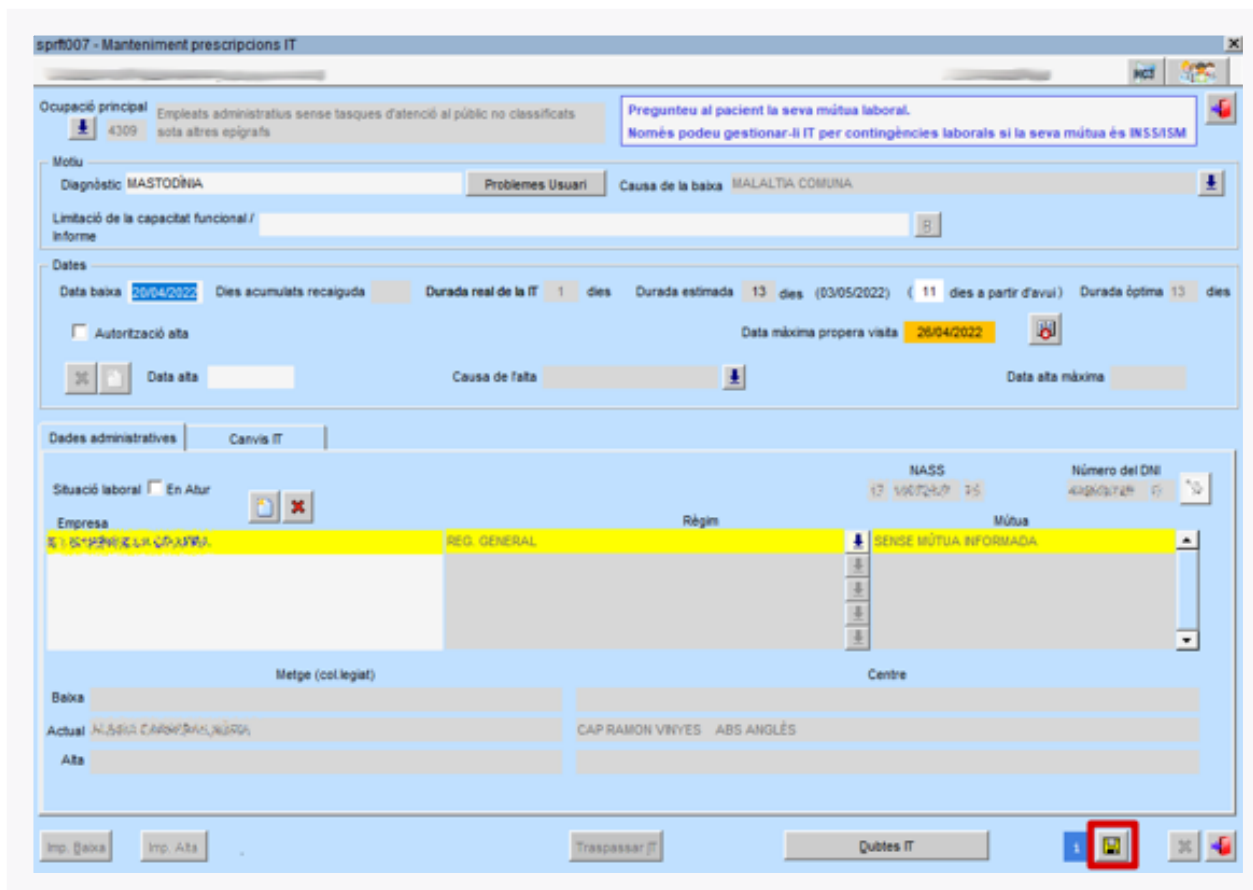 sprft007 - Manteniment prescripcions IT
HC3
Ocupació principal
4309 Empleats administratius sense tasques d'atenció al públic no classificats
sota altres epígrafs
Pregunteu al pacient la seva mútua laboral.
Només podeu gestionar-li IT per contingències laborals si la seva mútua és INSS/ISM
Motiu
Diagnòstic MASTODÍNIA Problemes Usuari Causa de la baixa MALALTIA COMUNA
Limitació de la capacitat funcional /
Informe B
Dates
Data baixa 20/04/2022 Dies acumulats recaiguda Durada real de la IT 1 dies Durada estimada 13 dies (03/05/2022) ( 11 dies a partir d'avui) Durada òptima 13 dies
Autorització alta Data màxima propera visita 26/04/2022
Data alta Causa de l'alta Data alta màxima
Dades administratives Canvis IT
NASS Número del DNI
Situació laboral En Atur
Empresa Règim Mútua
REG. GENERAL SENSE MÚTUA INFORMADA
Metge (col.legiat) Centre
Baixa
Actual CAP RAMON VINYES ABS ANGLÈS
Alta
Imp. Baixa Imp. Alta Traspassar IT Dubtes IT i